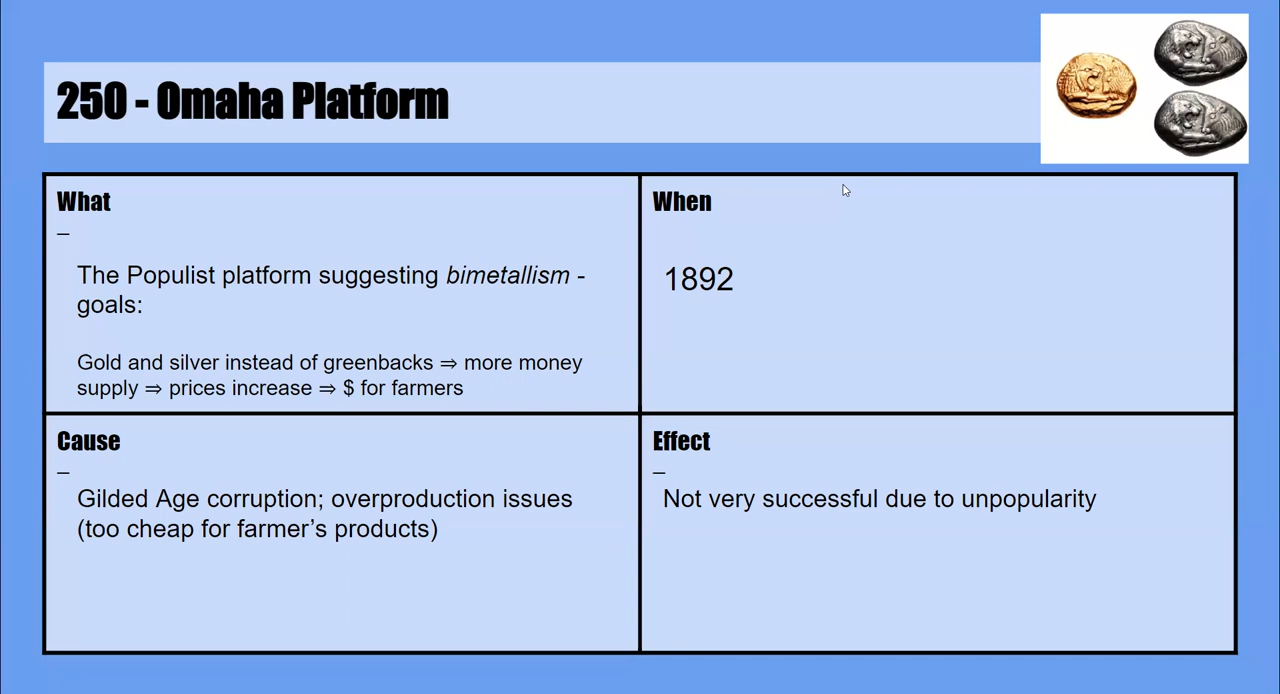 250 - Omaha Platform
What
–
The Populist platform suggesting bimetallism -
goals:
Gold and silver instead of greenbacks ⇒ more money
supply ⇒ prices increase ⇒ $ for farmers
When
1892
Cause
–
Gilded Age corruption; overproduction issues
(too cheap for farmer’s products)
Effect
–
Not very successful due to unpopularity